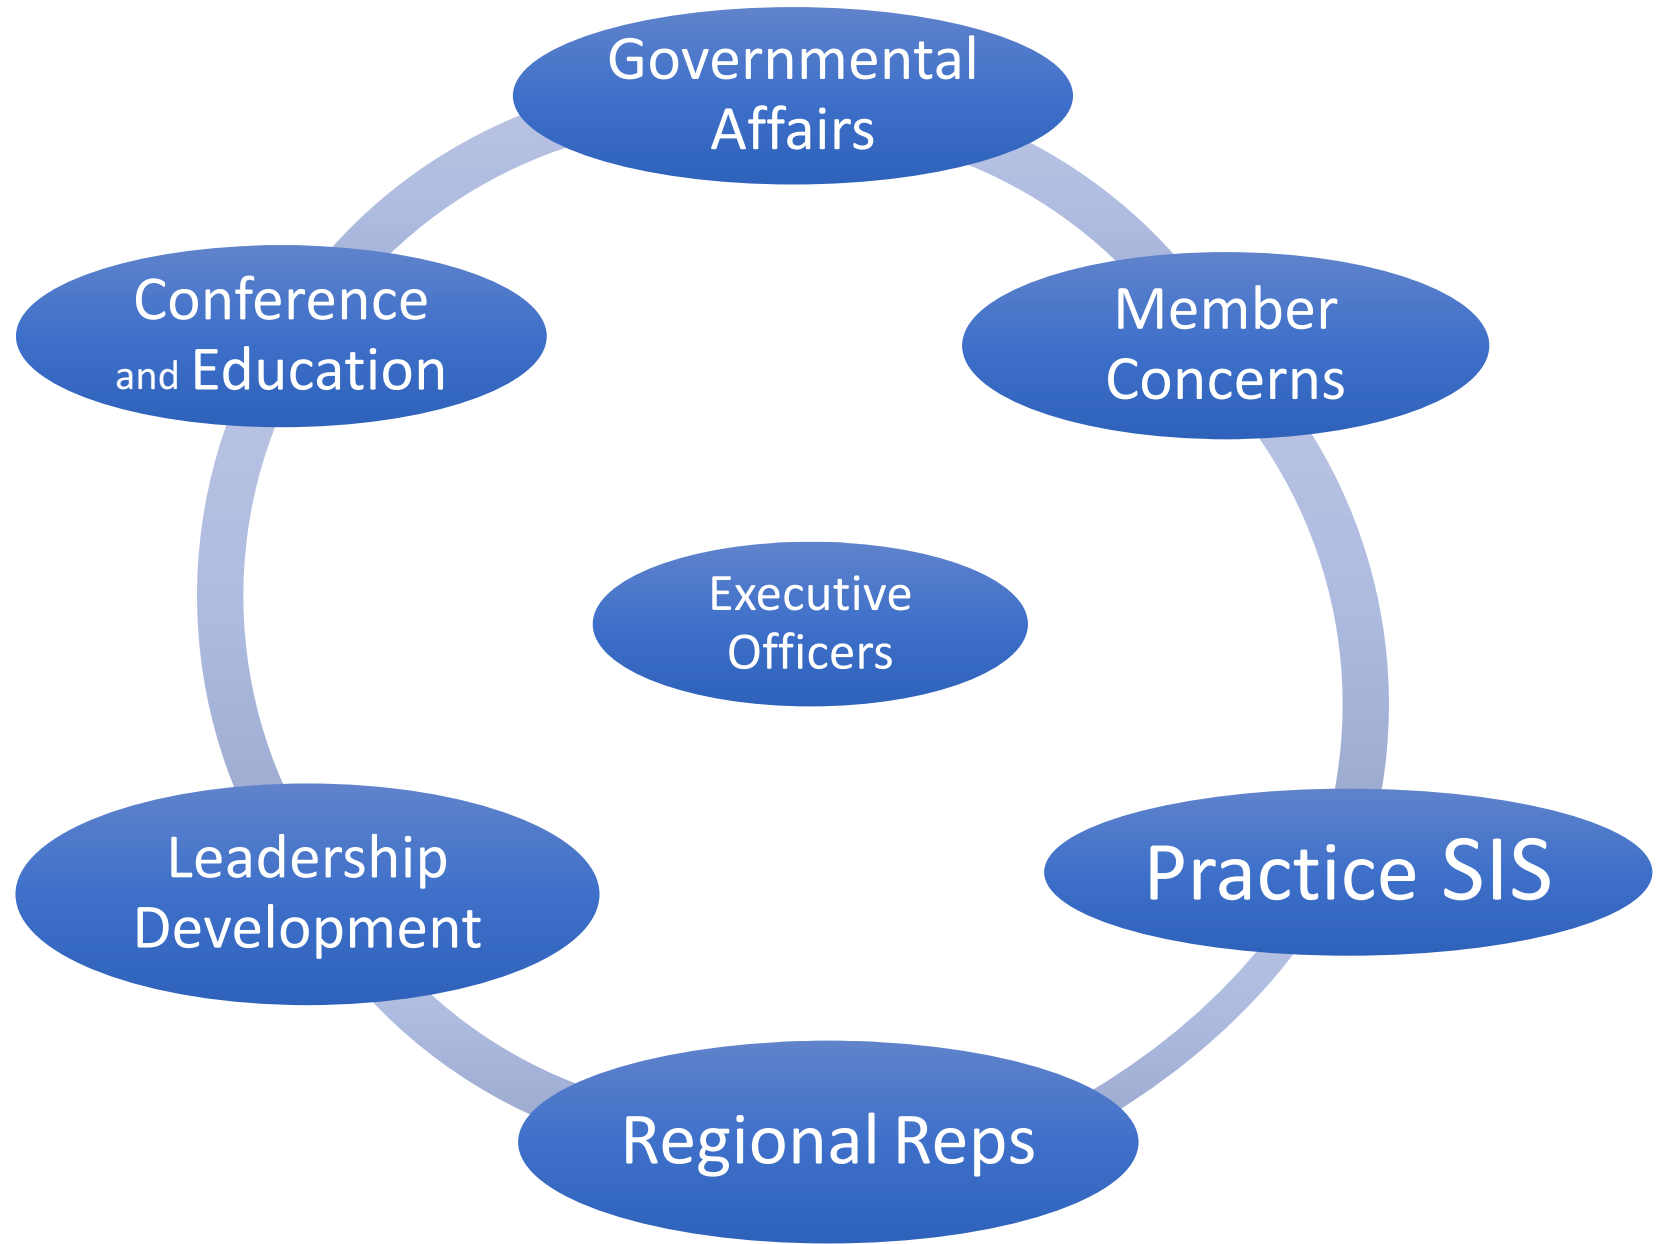 Governmental
Affairs
Conference
and Education
Member
Concerns
Executive
Officers
Leadership
Development
Practice SIS
Regional Reps